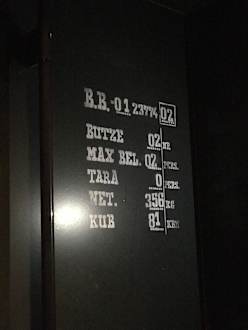 B.B.-01 23774 02
BUTZE 02 NR
MAX BEL. 02 PERS.
TARA 0 PERS.
NET. 356 KG
KUB 81 KBM